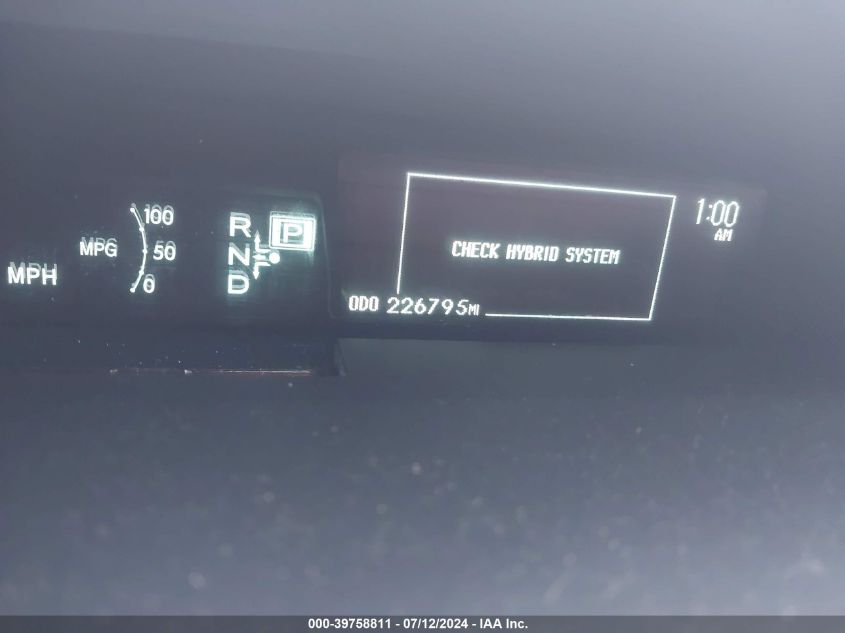 MPH
MPG
100
50
0
R
N
D
P
CHECK HYBRID SYSTEM
ODO 226795MI
1:00
AM
000-39758811 - 07/12/2024 - IAA Inc.